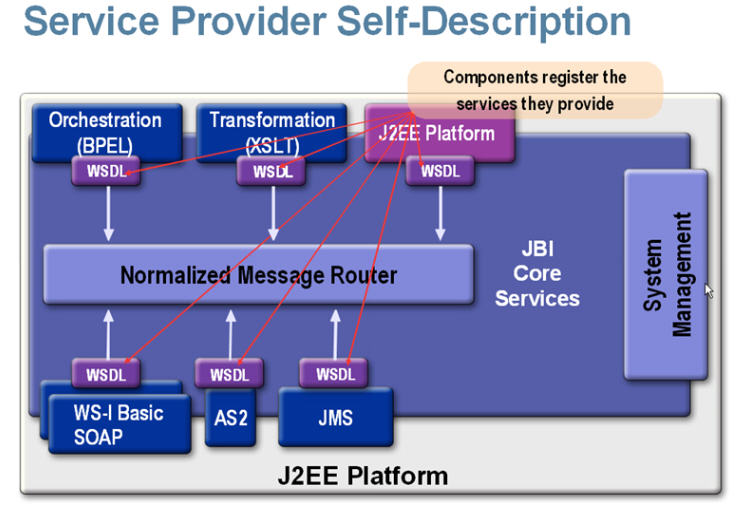 Service Provider Self-Description
Components register the
services they provide
Orchestration
(BPEL)
Transformation
(XSLT)
J2EE Platform
WSDL
WSDL
WSDL
Normalized Message Router
JBI
Core
Services
System
Management
WSDL
WSDL
WSDL
WS-I Basic
SOAP
AS2
JMS
J2EE Platform